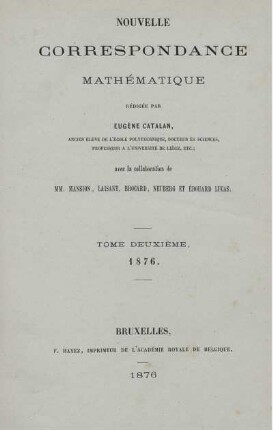 NOUVELLE
CORRESPONDANCE
MATHÉMATIQUE
RÉDIGÉE PAR
EUGÈNE CATALAN,
ANCIEN ÉLÈVE DE L'ÉCOLE POLYTECHNIQUE, DOCTEUR ÈS SCIENCES,
PROFESSEUR A L'UNIVERSITÉ DE LIÉGE, ETC.;
avec la collaboration de
MM. MANSION, LAISANT, BROCARD, NEUBERG ET ÉDOUARD LUCAS.
TOME DEUXIÈME,
1876.
BRUXELLES,
F. HAYEZ, IMPRIMEUR DE L'ACADÉMIE ROYALE DE BELGIQUE.
1876